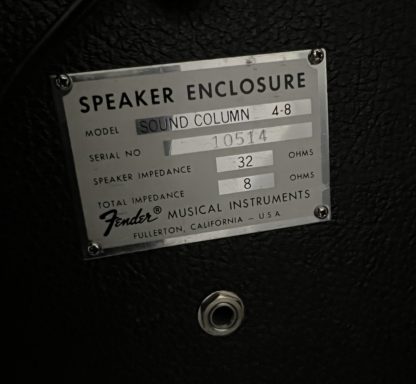 SPEAKER ENCLOSURE
MODEL SOUND COLUMN 4-8
SERIAL NO 10514
SPEAKER IMPEDANCE 32 OHMS
TOTAL IMPEDANCE 8 OHMS
Fender® MUSICAL INSTRUMENTS
FULLERTON, CALIFORNIA - U.S.A.